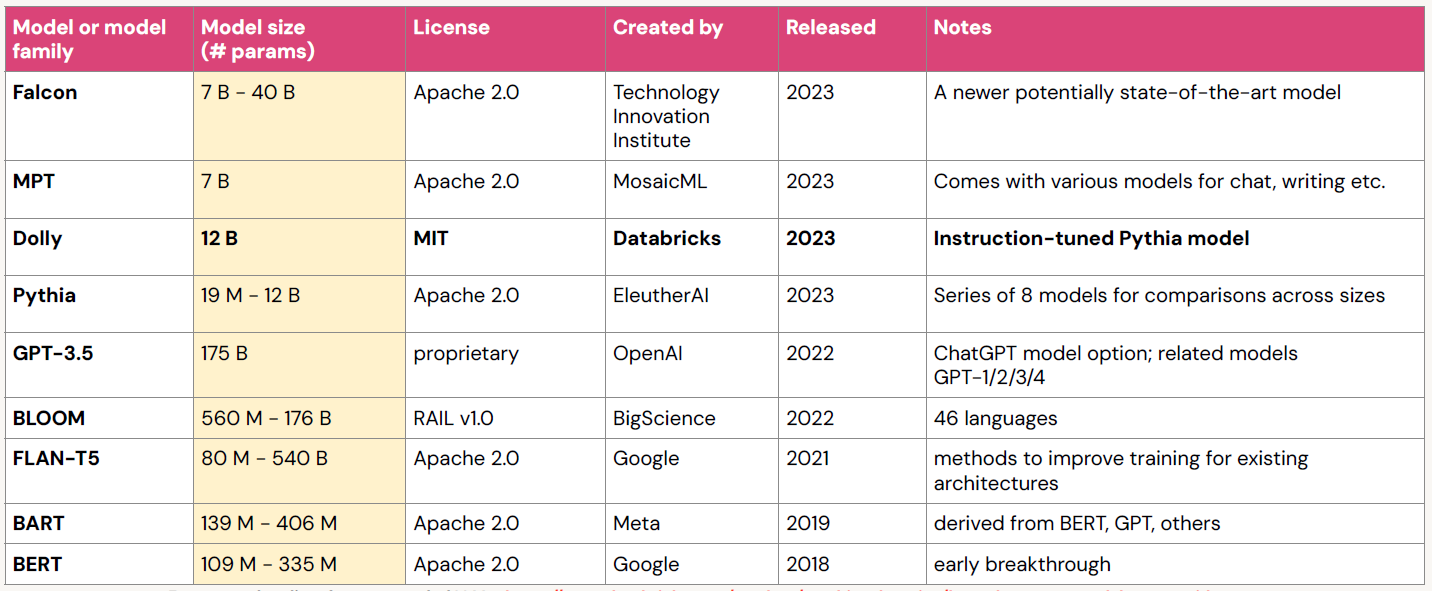 Model or model family | Model size (# params) | License | Created by | Released | Notes
Falcon | 7 B – 40 B | Apache 2.0 | Technology Innovation Institute | 2023 | A newer potentially state-of-the-art model
MPT | 7 B | Apache 2.0 | MosaicML | 2023 | Comes with various models for chat, writing etc.
Dolly | 12 B | MIT | Databricks | 2023 | Instruction-tuned Pythia model
Pythia | 19 M – 12 B | Apache 2.0 | EleutherAI | 2023 | Series of 8 models for comparisons across sizes
GPT-3.5 | 175 B | proprietary | OpenAI | 2022 | ChatGPT model option; related models GPT-1/2/3/4
BLOOM | 560 M – 176 B | RAIL v1.0 | BigScience | 2022 | 46 languages
FLAN-T5 | 80 M – 540 B | Apache 2.0 | Google | 2021 | methods to improve training for existing architectures
BART | 139 M – 406 M | Apache 2.0 | Meta | 2019 | derived from BERT, GPT, others
BERT | 109 M – 335 M | Apache 2.0 | Google | 2018 | early breakthrough